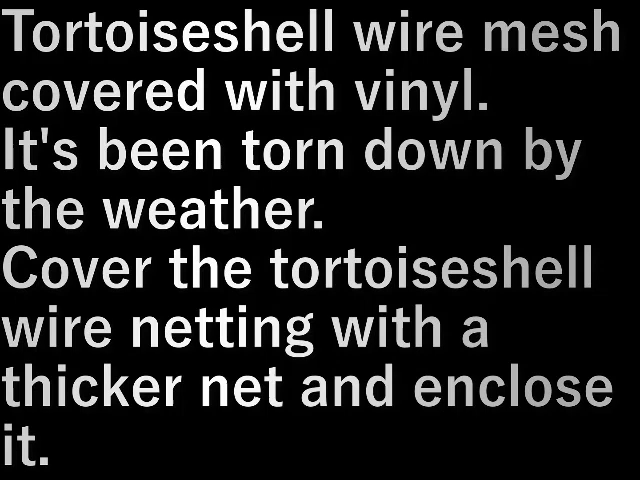 Tortoiseshell wire mesh
covered with vinyl.
It's been torn down by
the weather.
Cover the tortoiseshell
wire netting with a
thicker net and enclose
it.